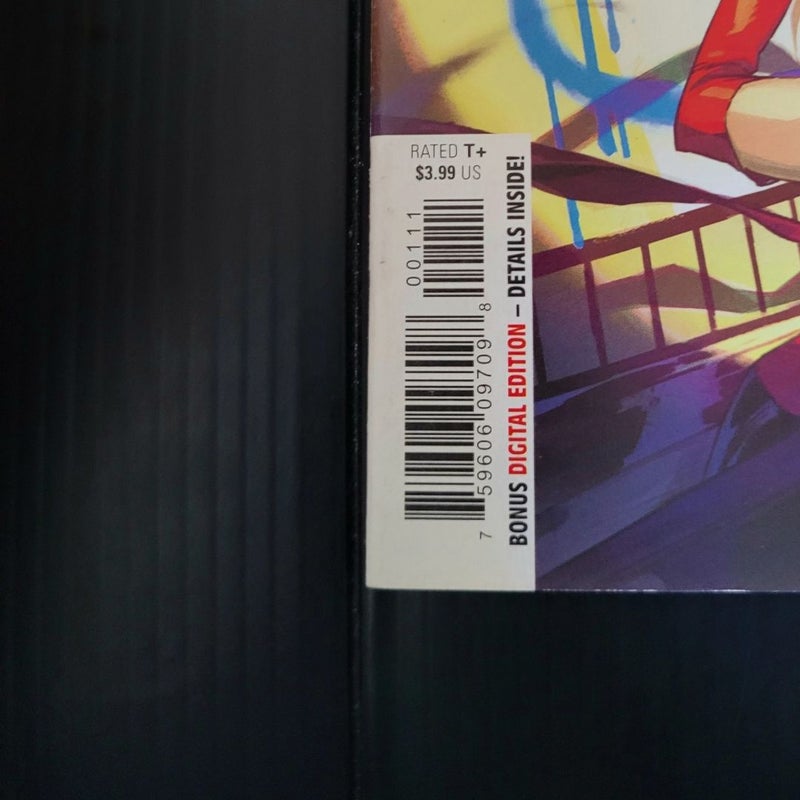 RATED T+
$3.99 US
00111
7 59606 09709 8
BONUS DIGITAL EDITION – DETAILS INSIDE!